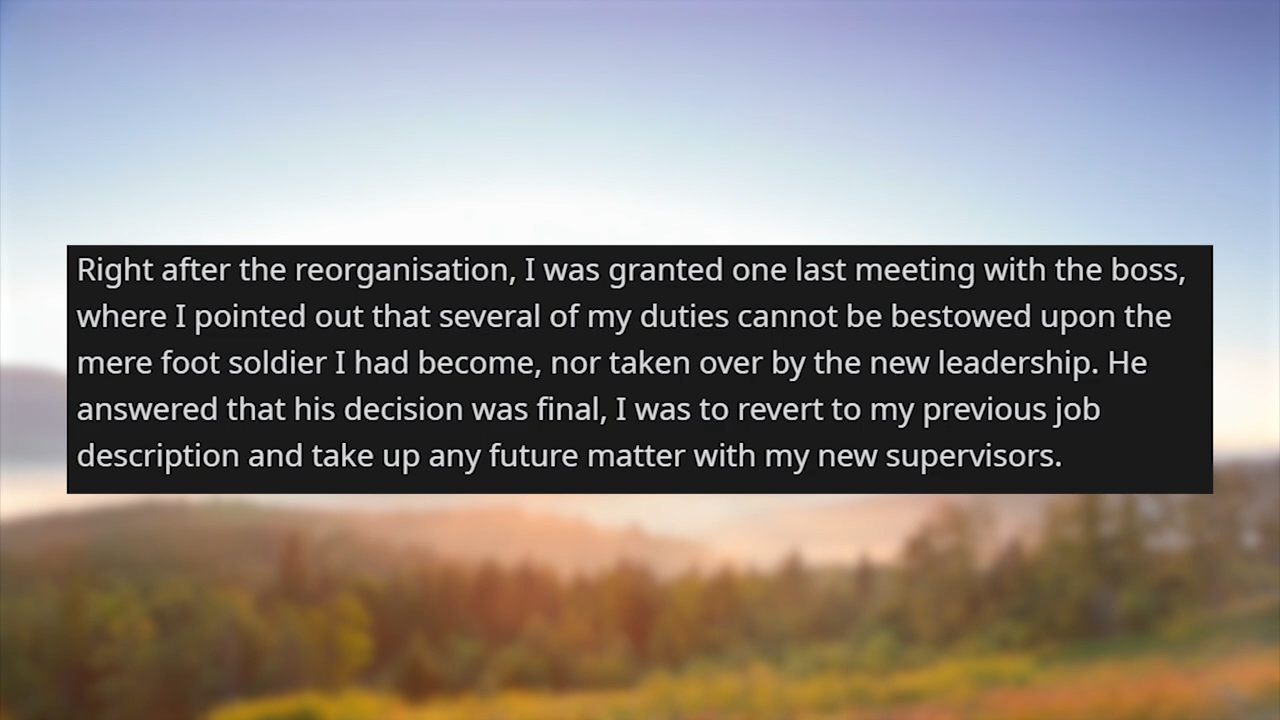 Right after the reorganisation, I was granted one last meeting with the boss,
where I pointed out that several of my duties cannot be bestowed upon the
mere foot soldier I had become, nor taken over by the new leadership. He
answered that his decision was final, I was to revert to my previous job
description and take up any future matter with my new supervisors.